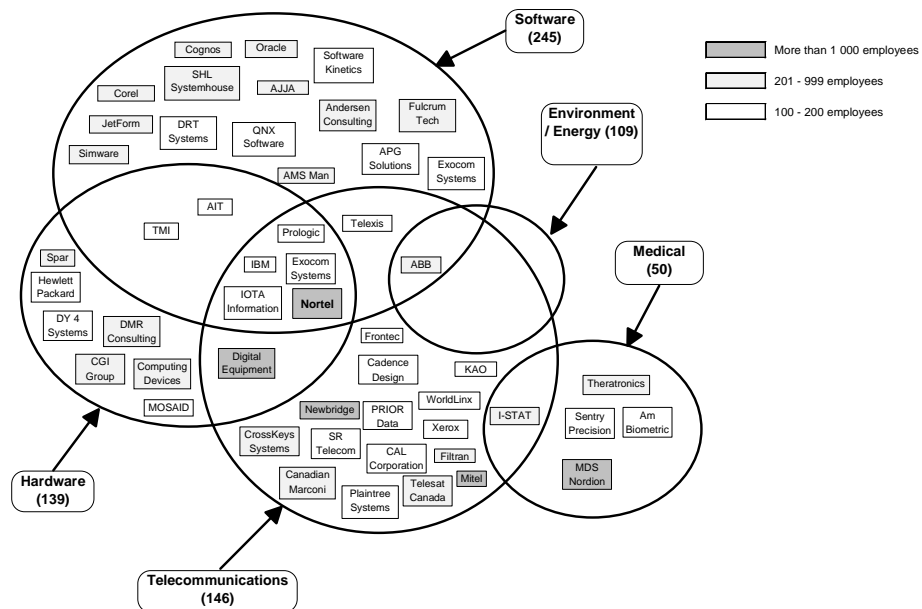 Software
(245)
More than 1 000 employees
201 - 999 employees
100 - 200 employees
Cognos
Oracle
Software
Kinetics
SHL
Systemhouse
AJJA
Corel
Andersen
Consulting
Fulcrum
Tech
Environment
/ Energy (109)
JetForm
DRT
Systems
QNX
Software
Simware
APG
Solutions
Exocom
Systems
AMS Man
AIT
TMI
Telexis
Prologic
Medical
(50)
Spar
IBM
Exocom
Systems
ABB
Hewlett
Packard
IOTA
Information
Nortel
DY 4
Systems
DMR
Consulting
Frontec
CGI
Group
Computing
Devices
Digital
Equipment
Cadence
Design
KAO
Theratronics
MOSAID
Newbridge
PRIOR
Data
WorldLinx
I-STAT
Sentry
Precision
Am
Biometric
Xerox
CrossKeys
Systems
SR
Telecom
CAL
Corporation
Filtran
MDS
Nordion
Hardware
(139)
Canadian
Marconi
Plaintree
Systems
Telesat
Canada
Mitel
Telecommunications
(146)